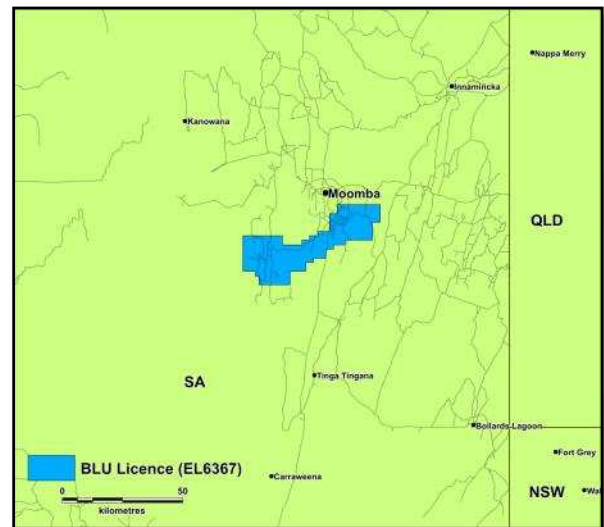 Nappa Merry
Innamincka
Kanowana
Moomba
QLD
SA
Tinga Tingana
Bollards Lagoon
BLU Licence (EL6367)
Fort Grey
0 50
Carraweena
kilometres
NSW
Wa